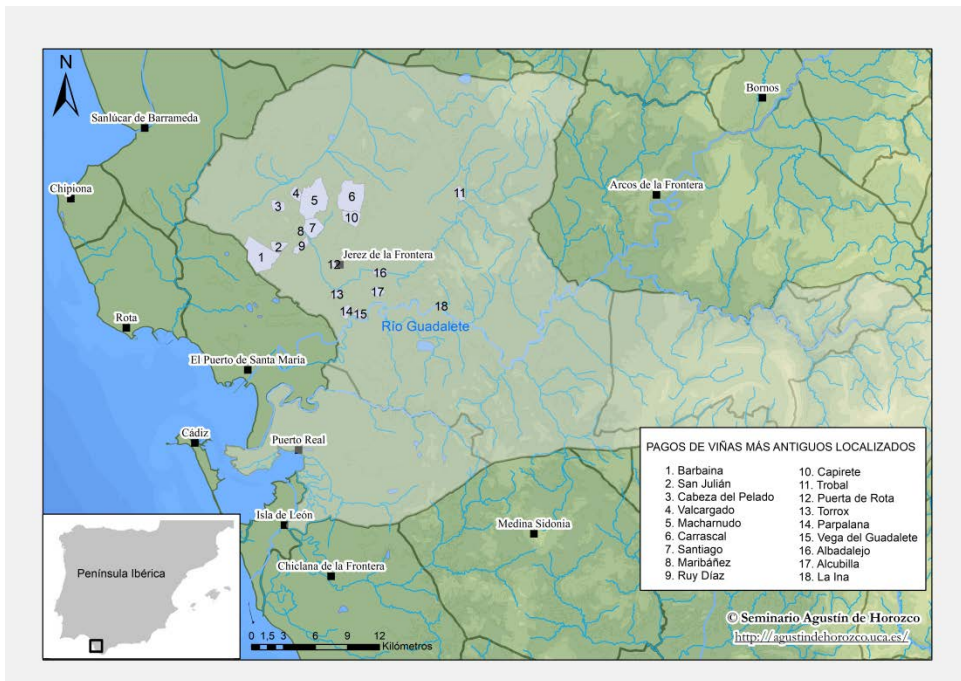 N
Bornos
Sanlúcar de Barrameda
Chipiona
Arcos de la Frontera
4
6
11
5
3
10
7
8
9
2
1
12
Jerez de la Frontera
16
13
17
14
15
18
Río Guadalete
Rota
El Puerto de Santa María
Cádiz
Puerto Real
Isla de León
Medina Sidonia
Chiclana de la Frontera
PAGOS DE VIÑAS MÁS ANTIGUOS LOCALIZADOS
1. Barbaina
2. San Julián
3. Cabeza del Pelado
4. Valcargado
5. Macharnudo
6. Carrascal
7. Santiago
8. Maribáñez
9. Ruy Díaz
10. Capirete
11. Trobal
12. Puerta de Rota
13. Torrox
14. Parpalana
15. Vega del Guadalete
16. Albadalejo
17. Alcubilla
18. La Ina
Península Ibérica
0 1,5 3 6 9 12
Kilómetros
© Seminario Agustín de Horozco
http://agustindehorozco.uca.es/